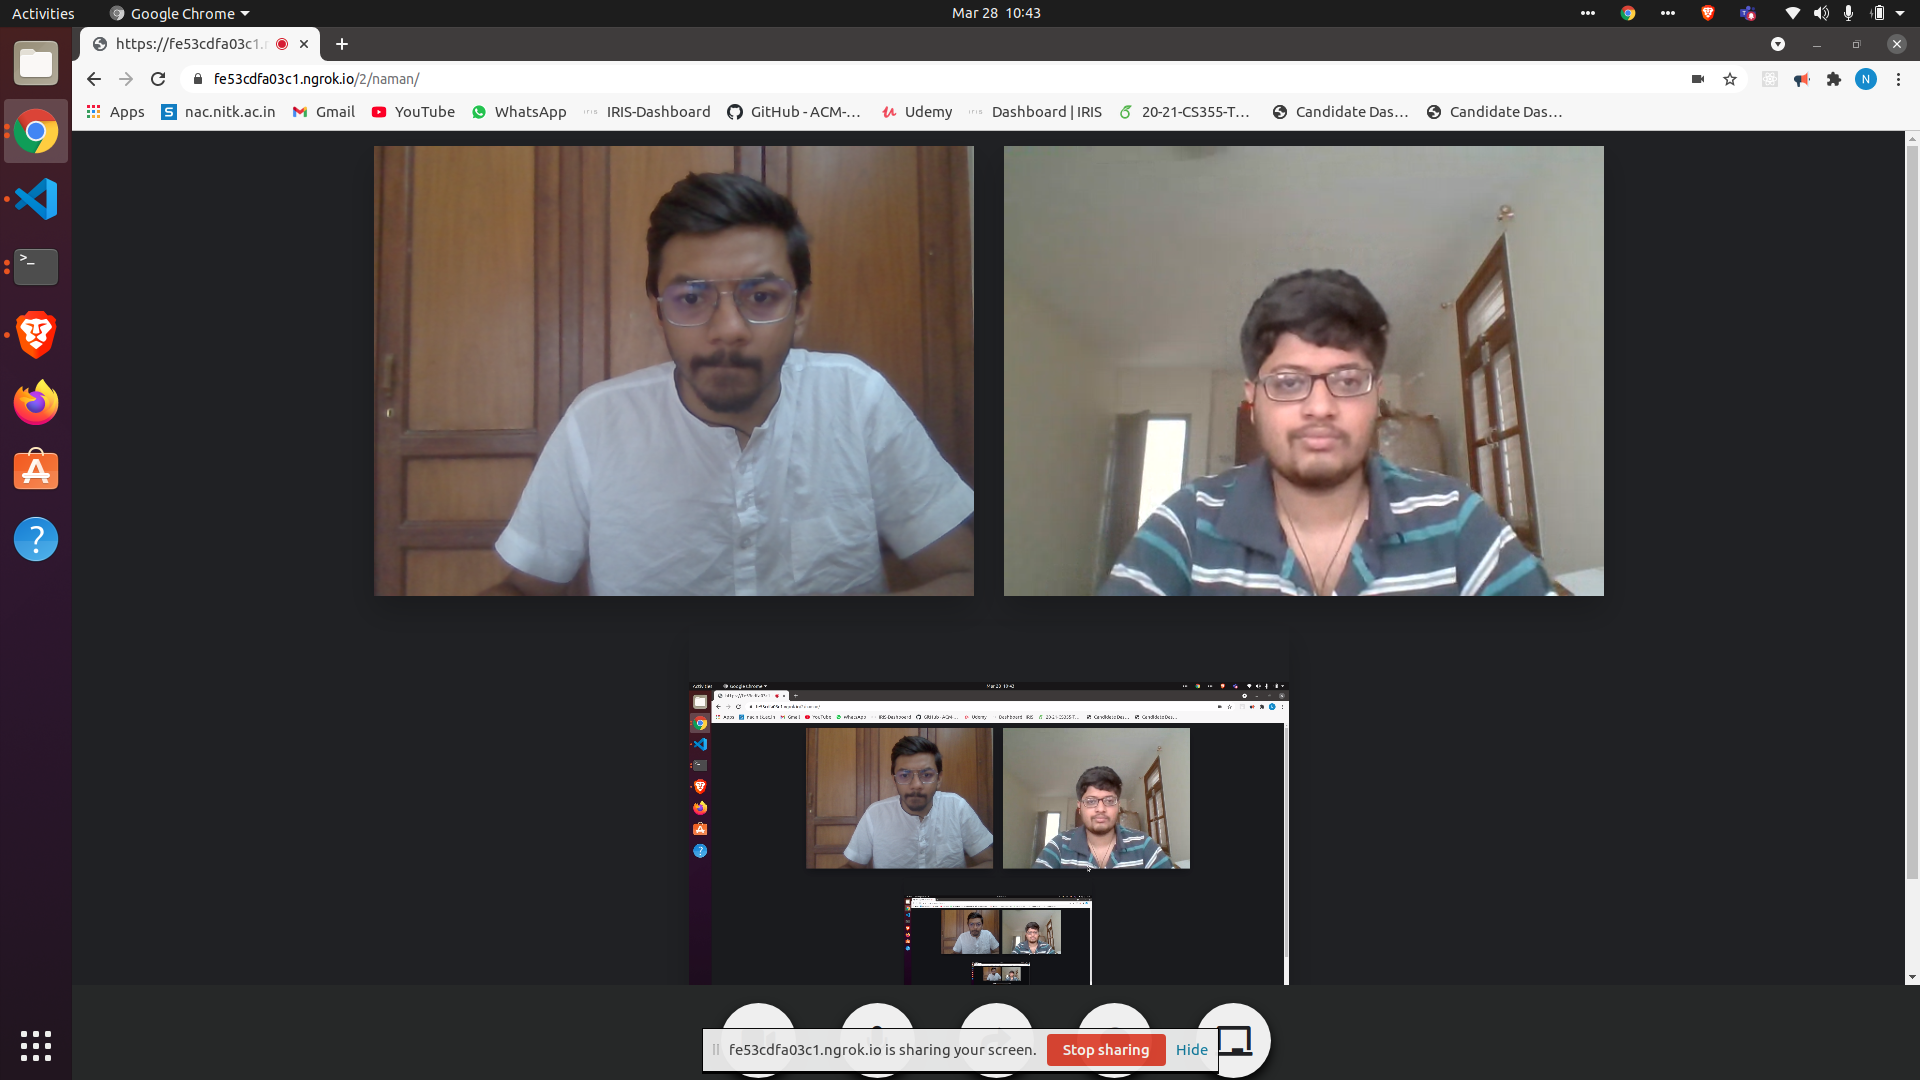 Activities
Google Chrome
Mar 28 10:43
https://fe53cdfa03c1.n
fe53cdfa03c1.ngrok.io/2/naman/
N
Apps
S nac.nitk.ac.in
Gmail
YouTube
WhatsApp
IRIS-Dashboard
GitHub - ACM-...
Udemy
Dashboard | IRIS
20-21-CS355-T...
Candidate Das...
Candidate Das...
>_
?
fe53cdfa03c1.ngrok.io is sharing your screen.
Stop sharing
Hide